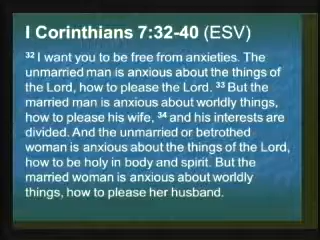 I Corinthians 7:32-40 (ESV)
32 I want you to be free from anxieties. The
unmarried man is anxious about the things of
the Lord, how to please the Lord. 33 But the
married man is anxious about worldly things,
how to please his wife, 34 and his interests are
divided. And the unmarried or betrothed
woman is anxious about the things of the Lord,
how to be holy in body and spirit. But the
married woman is anxious about worldly
things, how to please her husband.